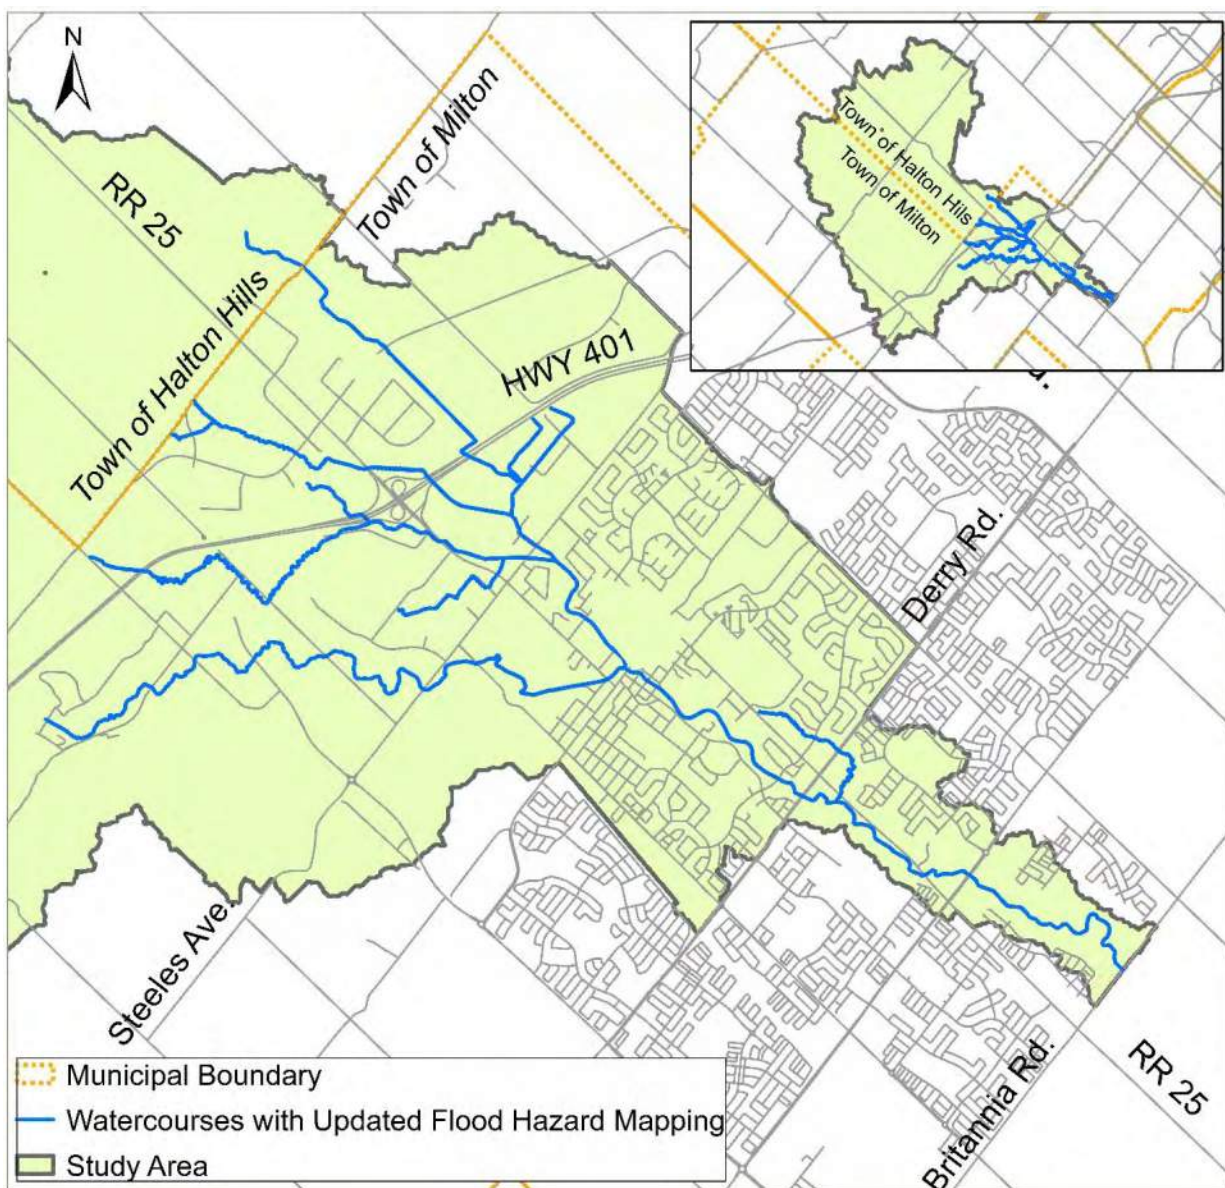 N
Town of Milton
RR 25
Town of Halton Hills
HWY 401
Town of Halton Hils
Town of Milton
d.
Derry Rd.
Steeles Ave.
Britannia Rd.
RR 25
Municipal Boundary
Watercourses with Updated Flood Hazard Mapping
Study Area